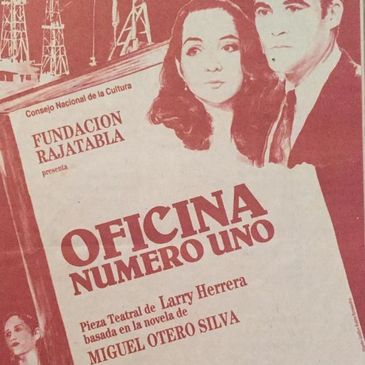 Consejo Nacional de la Cultura
FUNDACION
RAJATABLA
presenta
OFICINA
NUMERO UNO
Pieza Teatral de Larry Herrera
basada en la novela de
MIGUEL OTERO SILVA